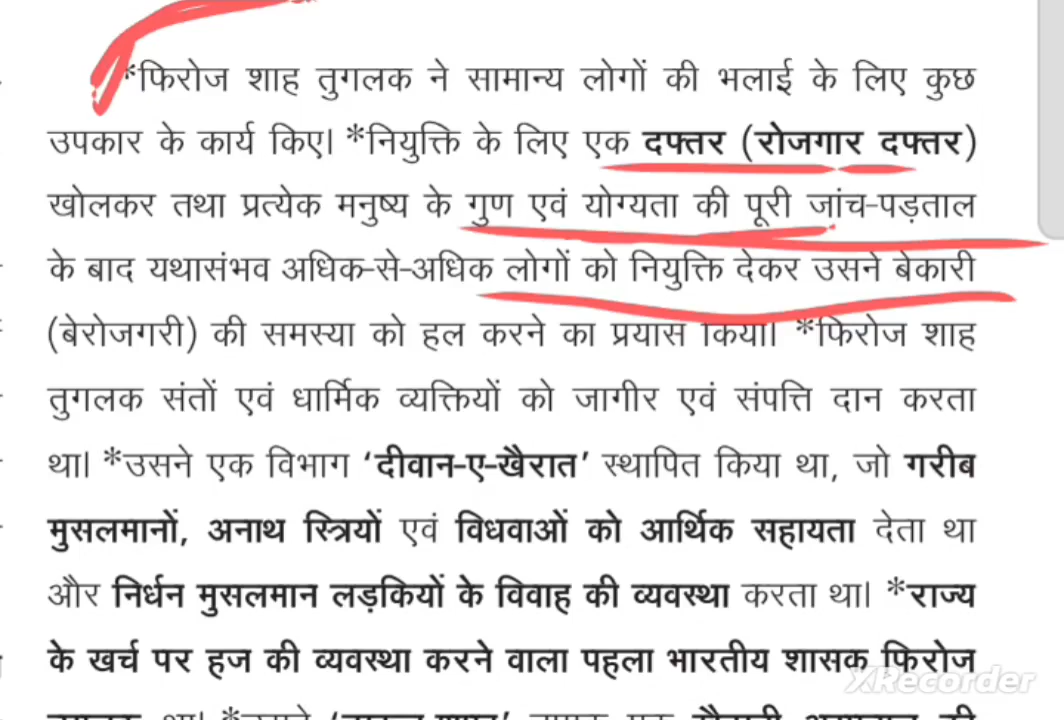 *फिरोज शाह तुगलक ने सामान्य लोगों की भलाई के लिए कुछ
उपकार के कार्य किए। *नियुक्ति के लिए एक दफ्तर (रोजगार दफ्तर)
खोलकर तथा प्रत्येक मनुष्य के गुण एवं योग्यता की पूरी जांच-पड़ताल
के बाद यथासंभव अधिक-से-अधिक लोगों को नियुक्ति देकर उसने बेकारी
(बेरोजगरी) की समस्या को हल करने का प्रयास किया। *फिरोज शाह
तुगलक संतों एवं धार्मिक व्यक्तियों को जागीर एवं संपत्ति दान करता
था। *उसने एक विभाग ‘दीवान-ए-खैरात’ स्थापित किया था, जो गरीब
मुसलमानों, अनाथ स्त्रियों एवं विधवाओं को आर्थिक सहायता देता था
और निर्धन मुसलमान लड़कियों के विवाह की व्यवस्था करता था। *राज्य
के खर्च पर हज की व्यवस्था करने वाला पहला भारतीय शासक फिरोज
XRecorder